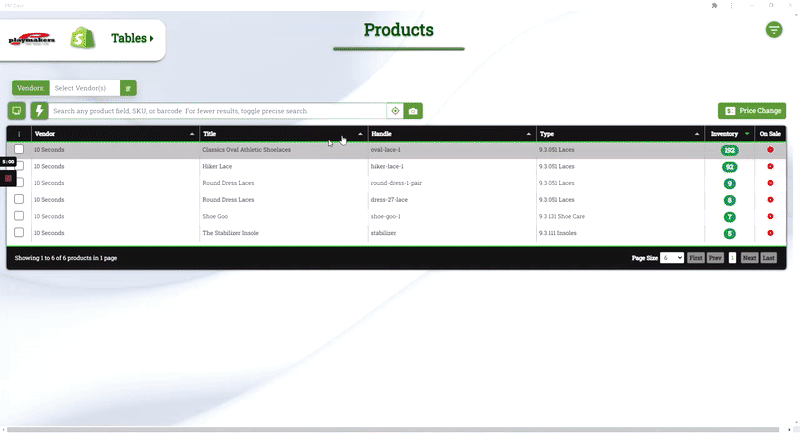 playmakers
Tables
Products
Vendors:
Select Vendor(s)
Search any product field, SKU, or barcode For fewer results, toggle precise search
Price Change
Vendor Title Handle Type Inventory On Sale
10 Seconds Classics Oval Athletic Shoelaces oval-lace-1 9.3.051 Laces 192
10 Seconds Hiker Lace hiker-lace-1 9.3.051 Laces 92
10 Seconds Round Dress Laces round-dress-1-pair 9.3.051 Laces 9
10 Seconds Round Dress Laces dress-27-lace 9.3.051 Laces 8
10 Seconds Shoe Goo shoe-goo-1 9.3.131 Shoe Care 7
10 Seconds The Stabilizer Insole stabilizer 9.3.111 Insoles 5
5:00
Showing 1 to 6 of 6 products in 1 page
Page Size 6 First Prev 1 Next Last